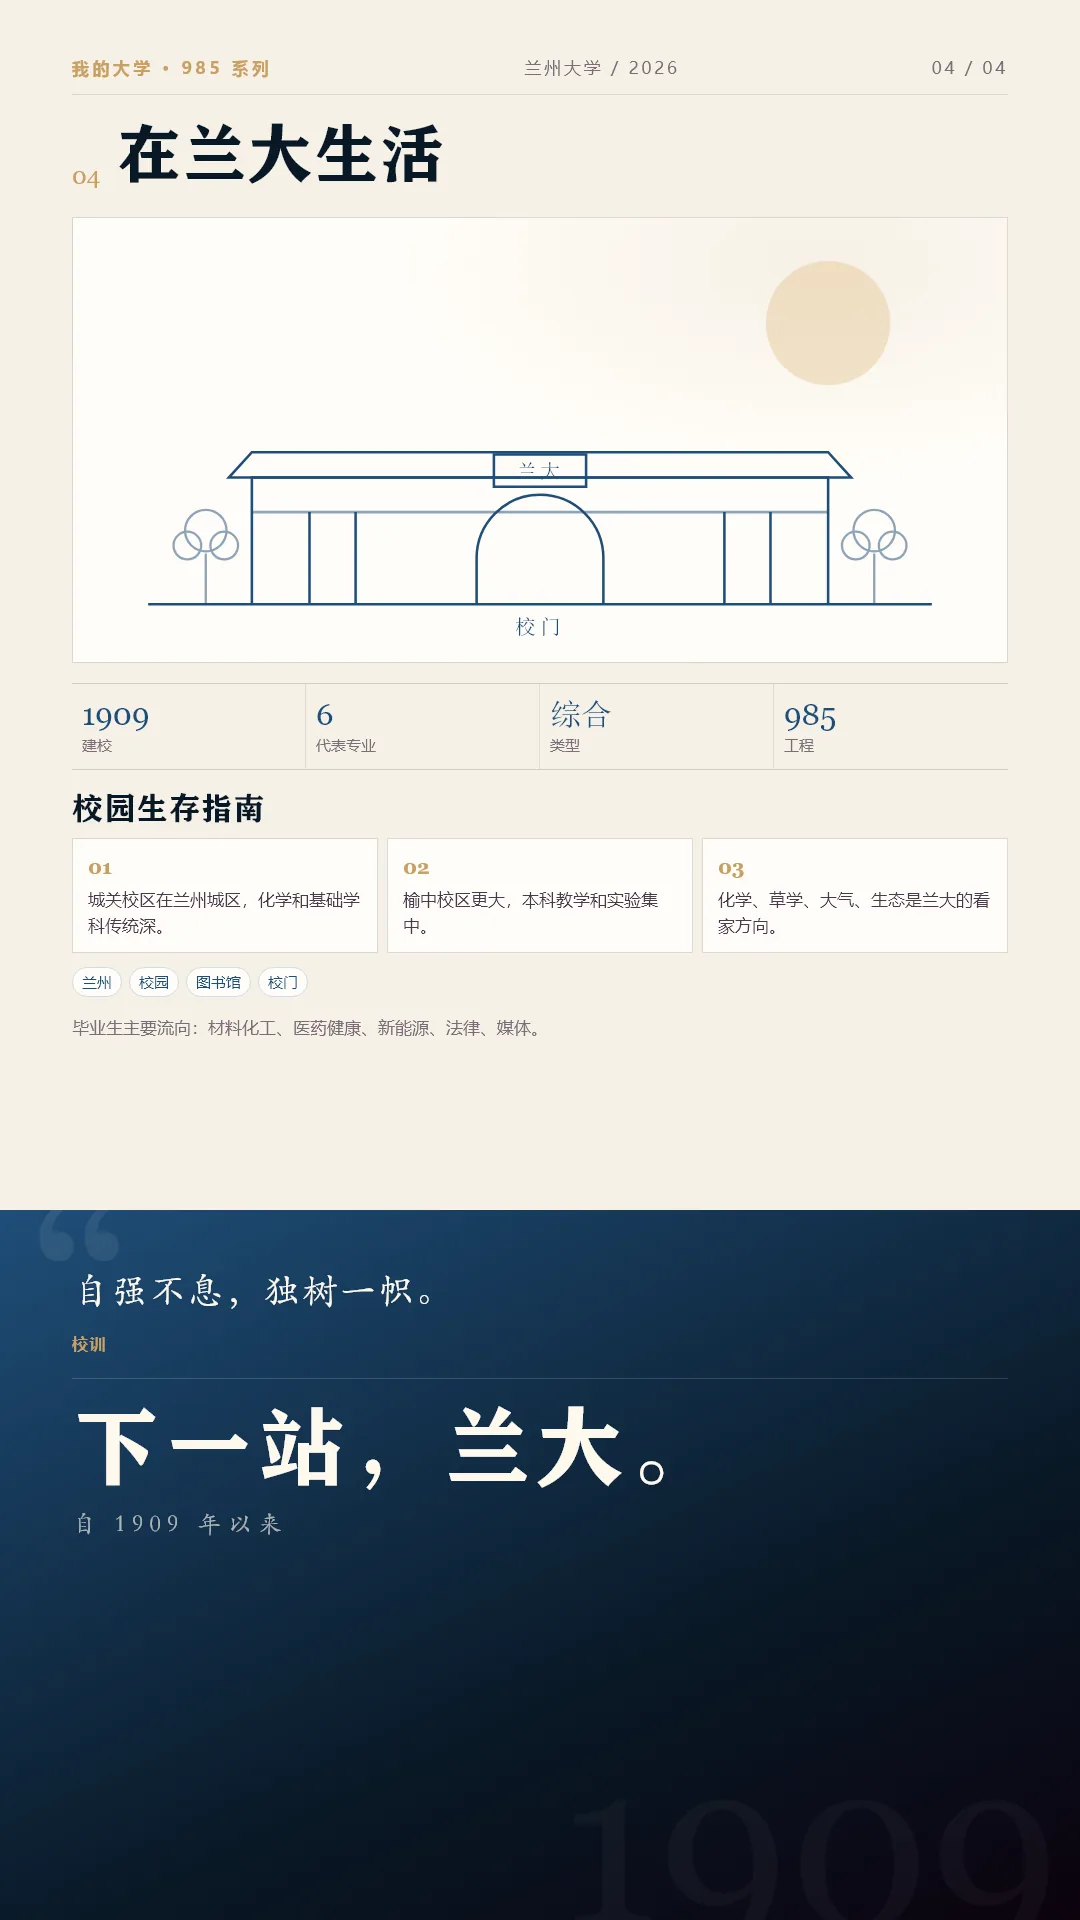 我的大学 · 985 系列
兰州大学 / 2026
04 / 04
04 在兰大生活
兰大
校门
1909
建校
6
代表专业
综合
类型
985
工程
校园生存指南
01
城关校区在兰州城区，化学和基础学
科传统深。
02
榆中校区更大，本科教学和实验集
中。
03
化学、草学、大气、生态是兰大的看
家方向。
兰州
校园
图书馆
校门
毕业生主要流向：材料化工、医药健康、新能源、法律、媒体。
“
自强不息，独树一帜。
校训
下一站，兰大。
自 1909 年以来
1909